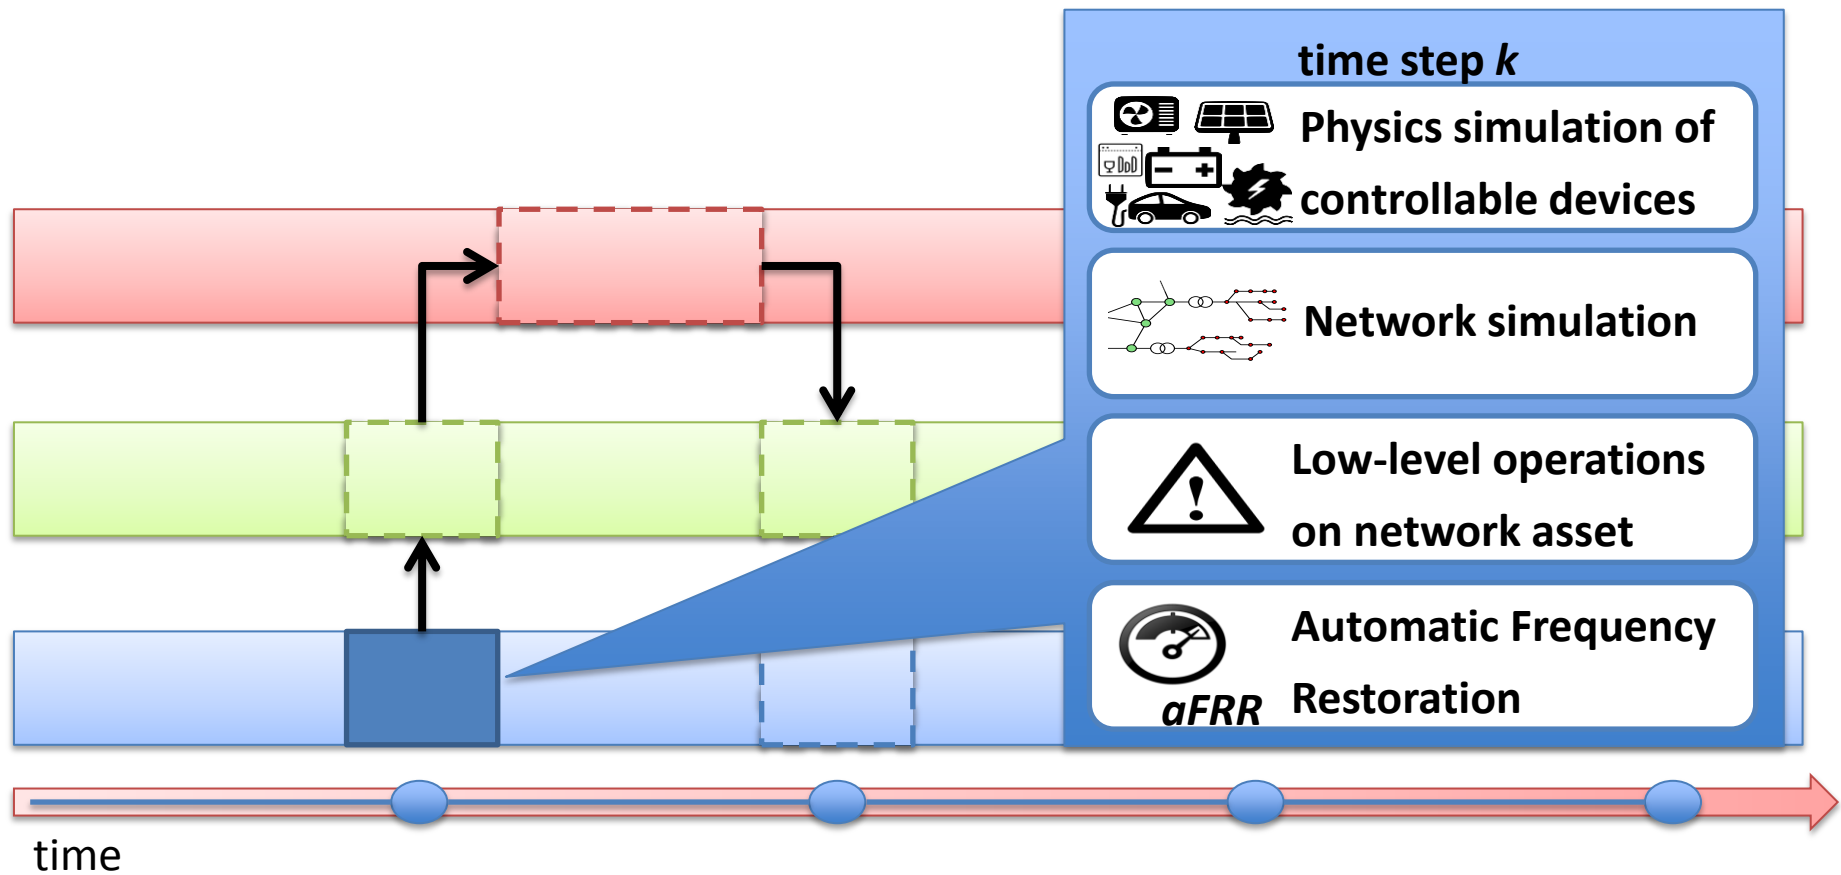 time step k
Physics simulation of
controllable devices
Network simulation
Low-level operations
on network asset
Automatic Frequency
Restoration
aFRR
time